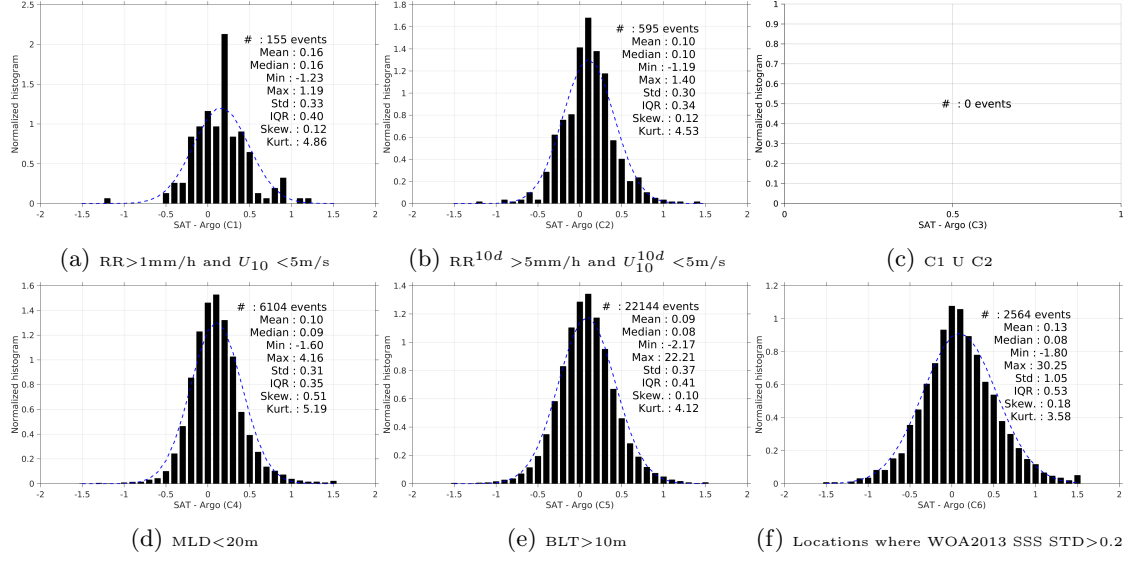 2.5
2
1.5
1
0.5
0
Normalized histogram
# : 155 events
Mean : 0.16
Median : 0.16
Min : -1.23
Max : 1.19
Std : 0.33
IQR : 0.40
Skew. : 0.12
Kurt. : 4.86
-2 -1.5 -1 -0.5 0 0.5 1 1.5 2
SAT - Argo (C1)
(a) RR>1mm/h and U10 <5m/s
1.8
1.6
1.4
1.2
1
0.8
0.6
0.4
0.2
0
Normalized histogram
# : 595 events
Mean : 0.10
Median : 0.10
Min : -1.19
Max : 1.40
Std : 0.30
IQR : 0.34
Skew. : 0.12
Kurt. : 4.53
-2 -1.5 -1 -0.5 0 0.5 1 1.5 2
SAT - Argo (C2)
(b) RR^10d >5mm/h and U_10^10d <5m/s
1
0.9
0.8
0.7
0.6
0.5
0.4
0.3
0.2
0.1
0
Normalized histogram
# : 0 events
0 0.5 1
SAT - Argo (C3)
(c) C1 U C2
1.6
1.4
1.2
1
0.8
0.6
0.4
0.2
0
Normalized histogram
# : 6104 events
Mean : 0.10
Median : 0.09
Min : -1.60
Max : 4.16
Std : 0.31
IQR : 0.35
Skew. : 0.51
Kurt. : 5.19
-2 -1.5 -1 -0.5 0 0.5 1 1.5 2
SAT - Argo (C4)
(d) MLD<20m
1.4
1.2
1
0.8
0.6
0.4
0.2
0
Normalized histogram
# : 22144 events
Mean : 0.09
Median : 0.08
Min : -2.17
Max : 22.21
Std : 0.37
IQR : 0.41
Skew. : 0.10
Kurt. : 4.12
-2 -1.5 -1 -0.5 0 0.5 1 1.5 2
SAT - Argo (C5)
(e) BLT>10m
1.2
1
0.8
0.6
0.4
0.2
0
Normalized histogram
# : 2564 events
Mean : 0.13
Median : 0.08
Min : -1.80
Max : 30.25
Std : 1.05
IQR : 0.53
Skew. : 0.18
Kurt. : 3.58
-2 -1.5 -1 -0.5 0 0.5 1 1.5 2
SAT - Argo (C6)
(f) Locations where WOA2013 SSS STD>0.2